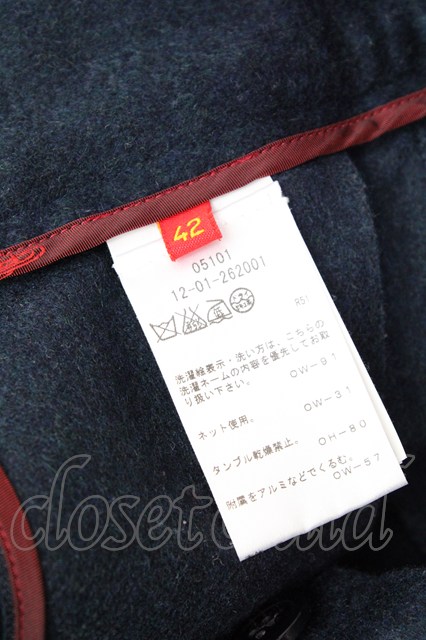 42
05101
12-01-262001
R51
洗濯絵表示・洗い方は、こちらの
洗濯ネームの内容を優先してお取
り扱い下さい。
OW-91
ネット使用。
OW-31
タンブル乾燥禁止。
OH-80
附属をアルミなどでくるむ。
OW-57